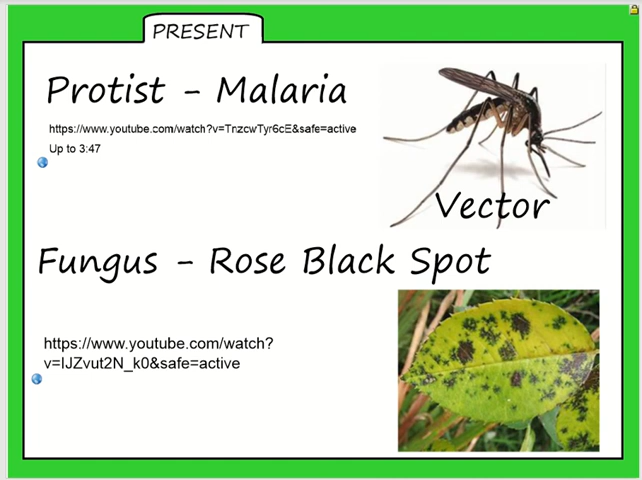 PRESENT
Protist - Malaria
https://www.youtube.com/watch?v=TnzcwTyr6cE&safe=active
Up to 3:47
Vector
Fungus - Rose Black Spot
https://www.youtube.com/watch?
v=IJZvut2N_k0&safe=active